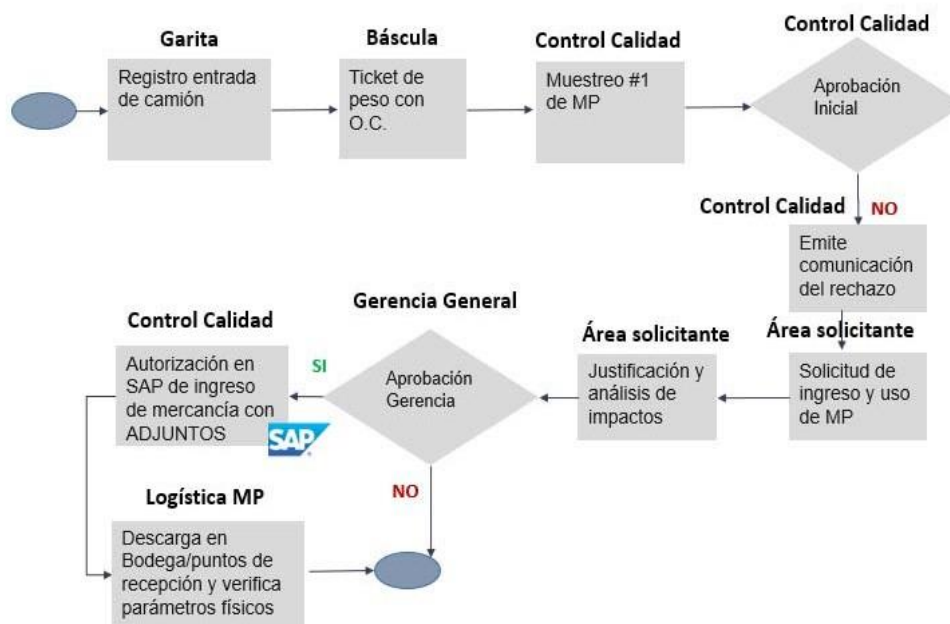 Garita
Registro entrada
de camión
Báscula
Ticket de
peso con
O.C.
Control Calidad
Muestreo #1
de MP
Control Calidad
Aprobación
Inicial
NO
Control Calidad
Emite
comunicación
del rechazo
Área solicitante
Solicitud de
ingreso y uso
de MP
Área solicitante
Justificación y
análisis de
impactos
Gerencia General
Aprobación
Gerencia
SI
NO
Control Calidad
Autorización en
SAP de ingreso
de mercancía con
ADJUNTOS
SAP
Logística MP
Descarga en
Bodega/puntos de
recepción y verifica
parámetros físicos